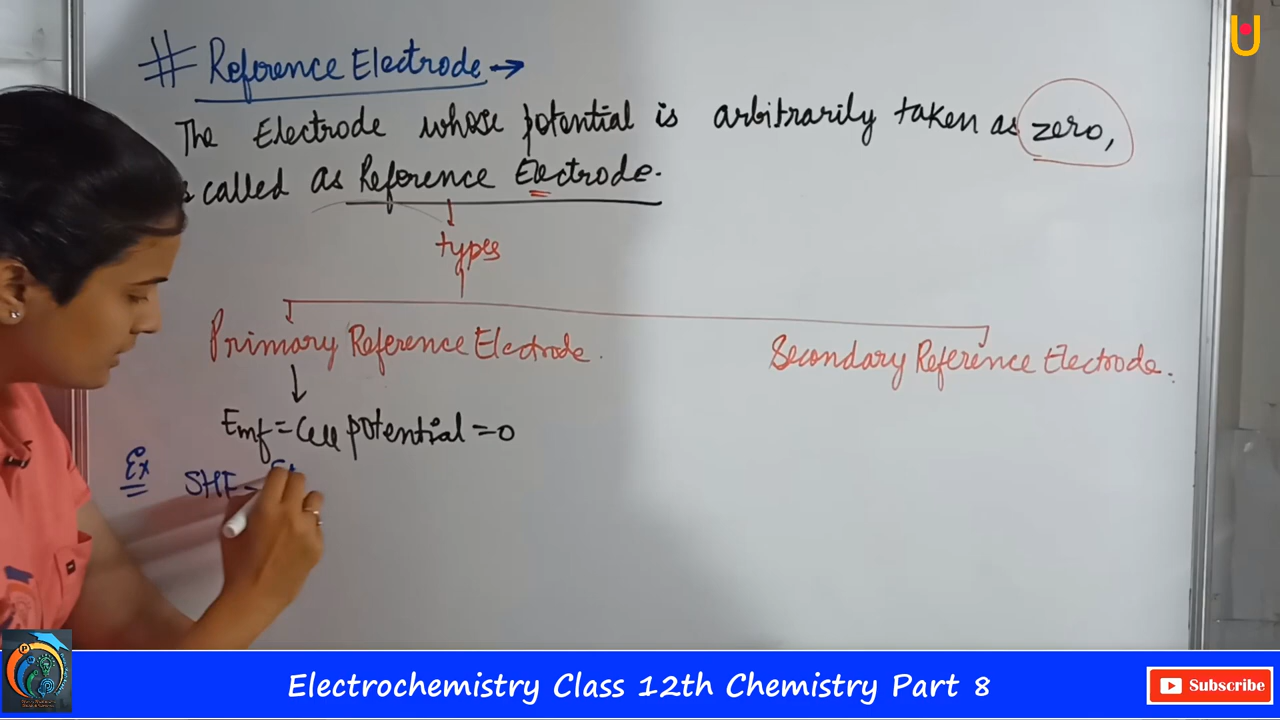 # Reference Electrode →
The Electrode whose potential is arbitrarily taken as zero,
called as Reference Electrode.
types
Primary Reference Electrode.
Secondary Reference Electrode.
Emf = Cell potential = 0
Ex SHE - St
Electrochemistry Class 12th Chemistry Part 8
Subscribe